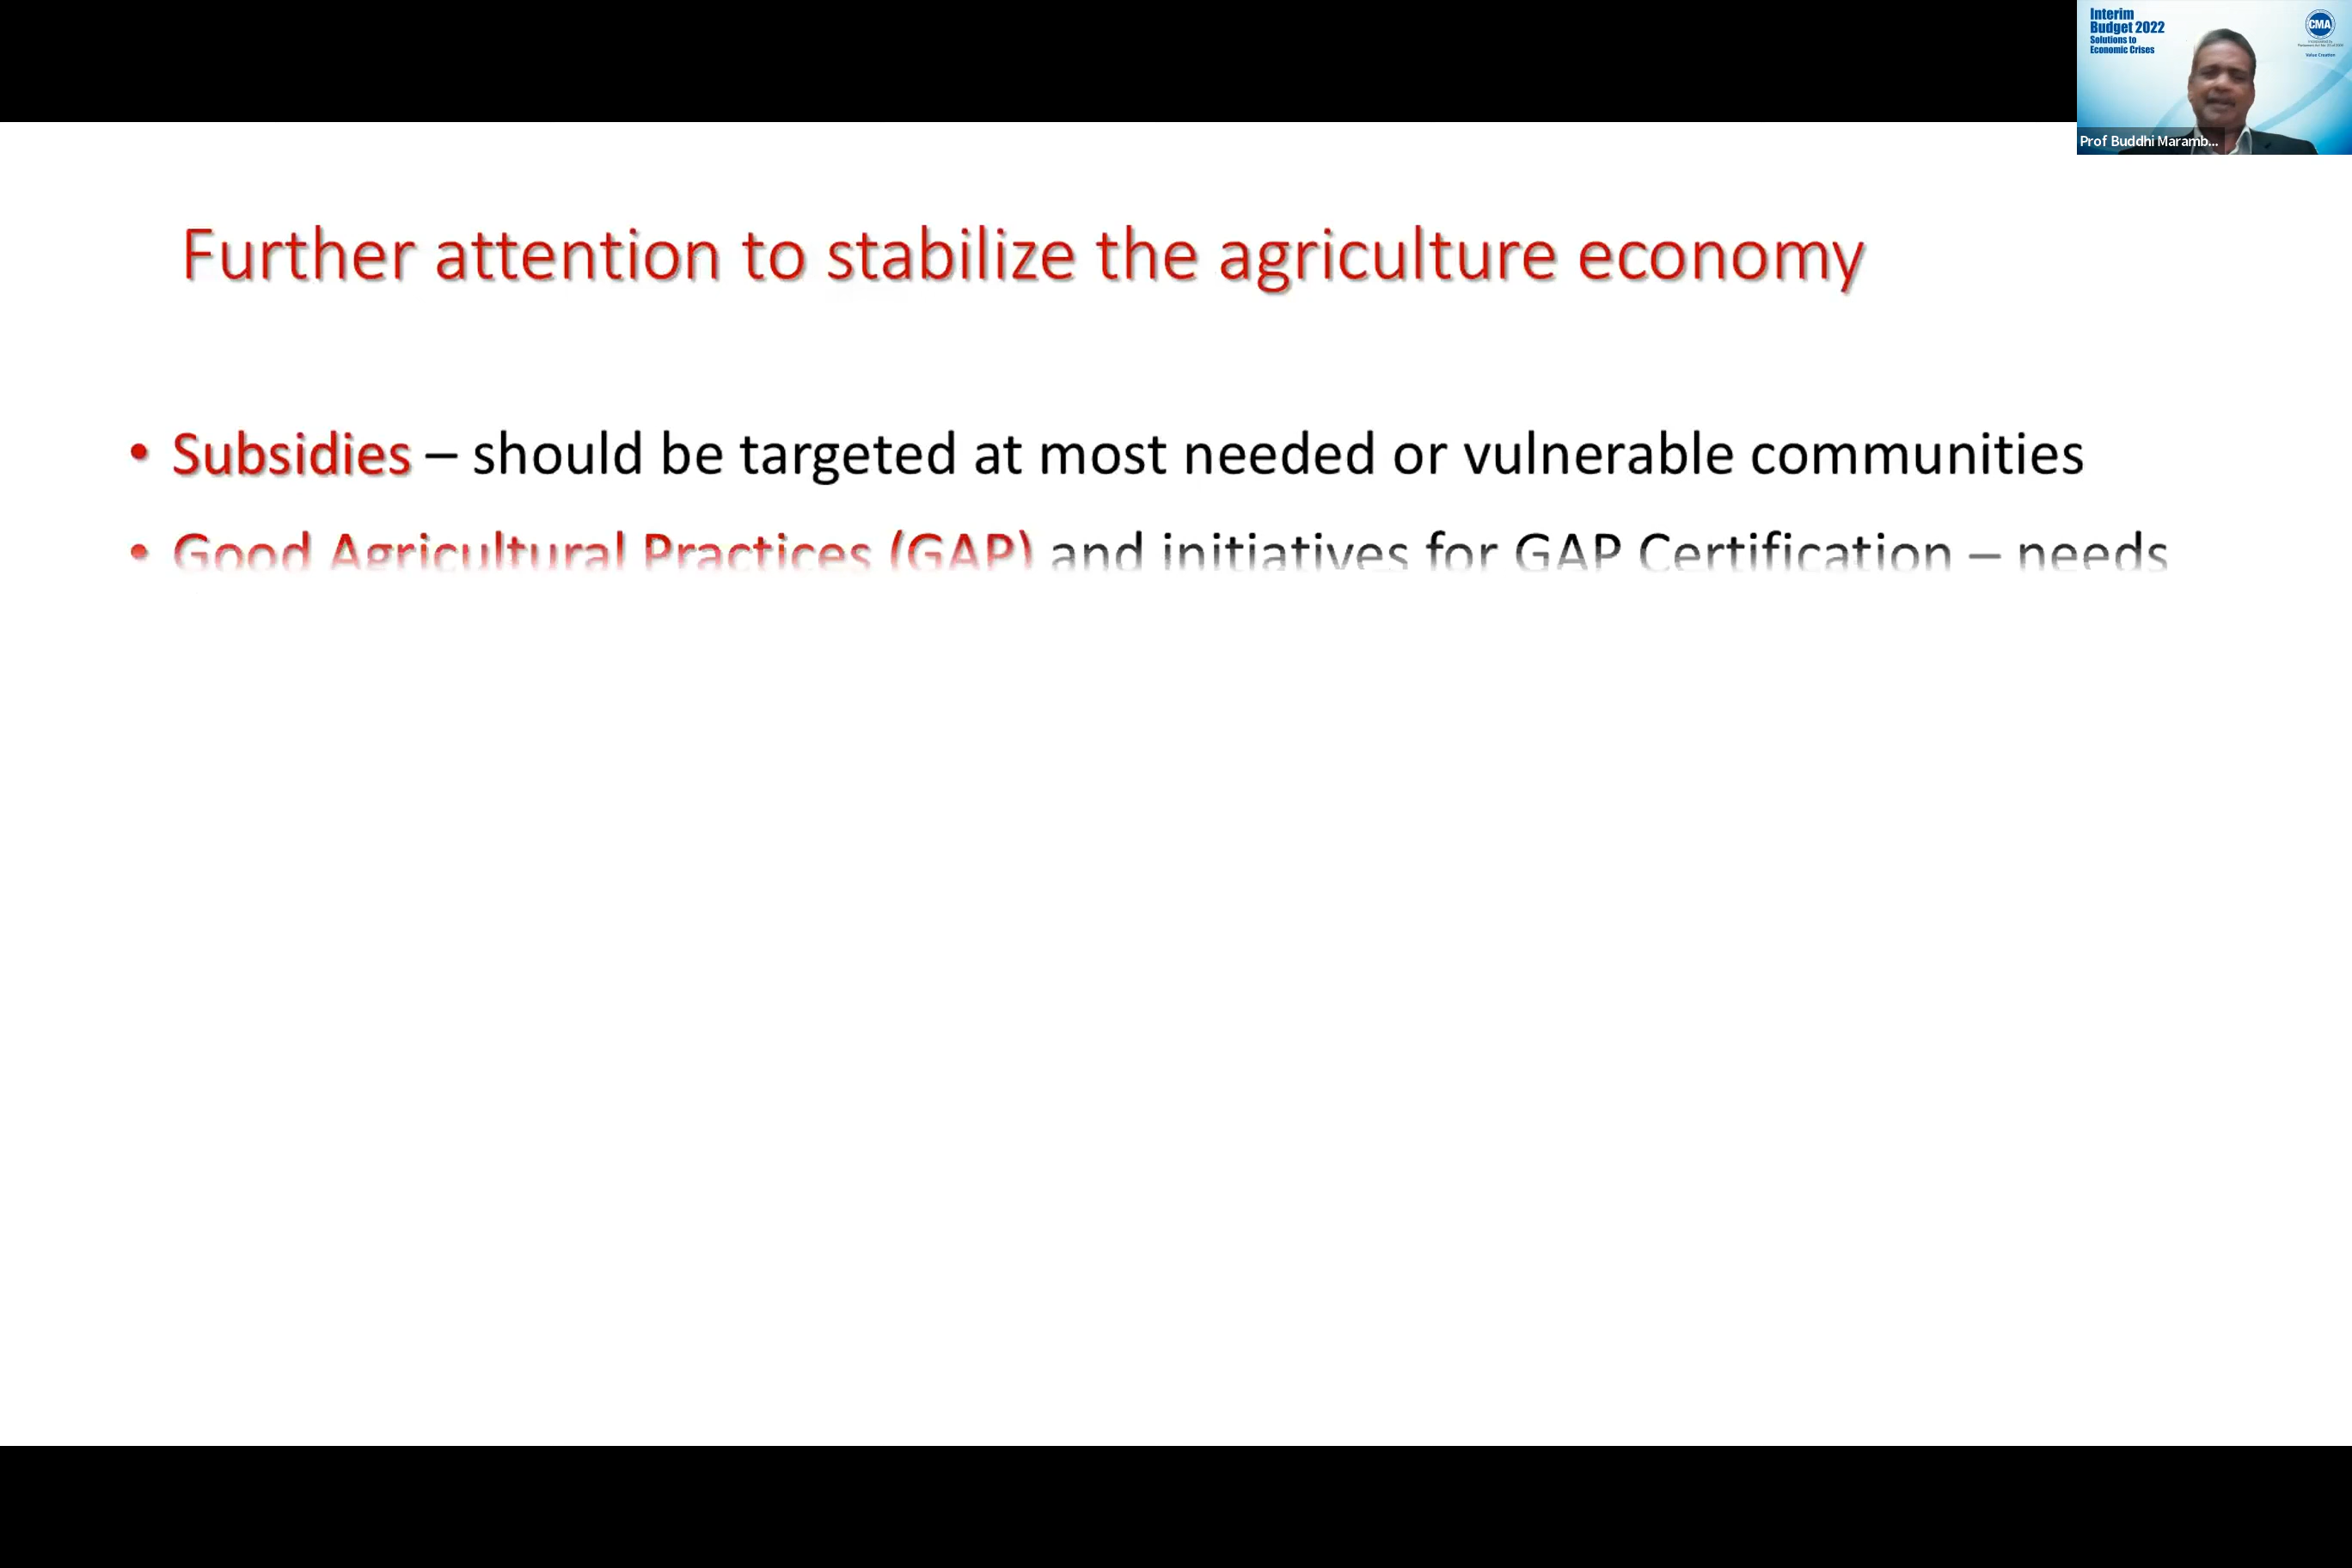 Interim
Budget 2022
Solutions to
Economic Crises
CMA
Value Creation
Prof Buddhi Maramb...
Further attention to stabilize the agriculture economy
• Subsidies – should be targeted at most needed or vulnerable communities
• Good Agricultural Practices (GAP) and initiatives for GAP Certification – needs